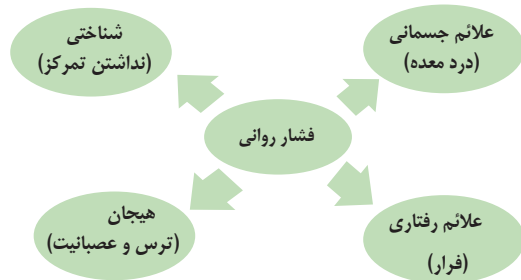 علائم جسمانی
(درد معده)
شناختی
(نداشتن تمرکز)
فشار روانی
علائم رفتاری
(فرار)
هیجان
(ترس و عصبانیت)